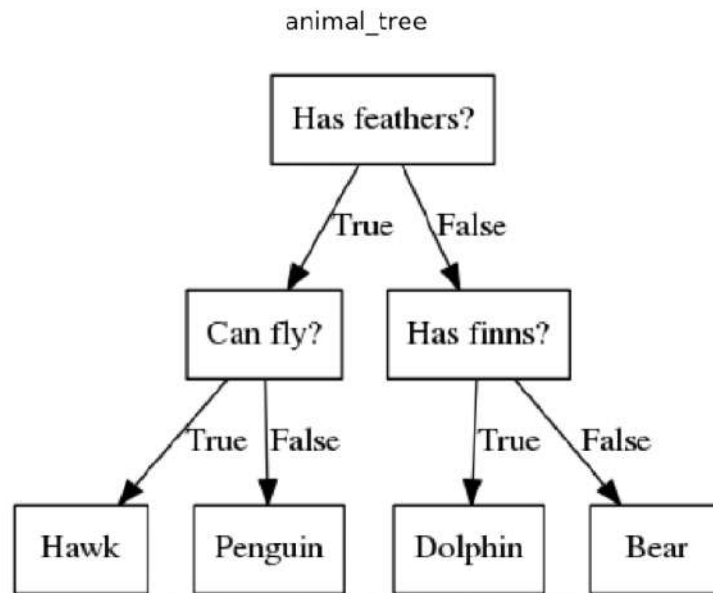 animal_tree
Has feathers?
True False
Can fly? Has finns?
True False True False
Hawk Penguin Dolphin Bear